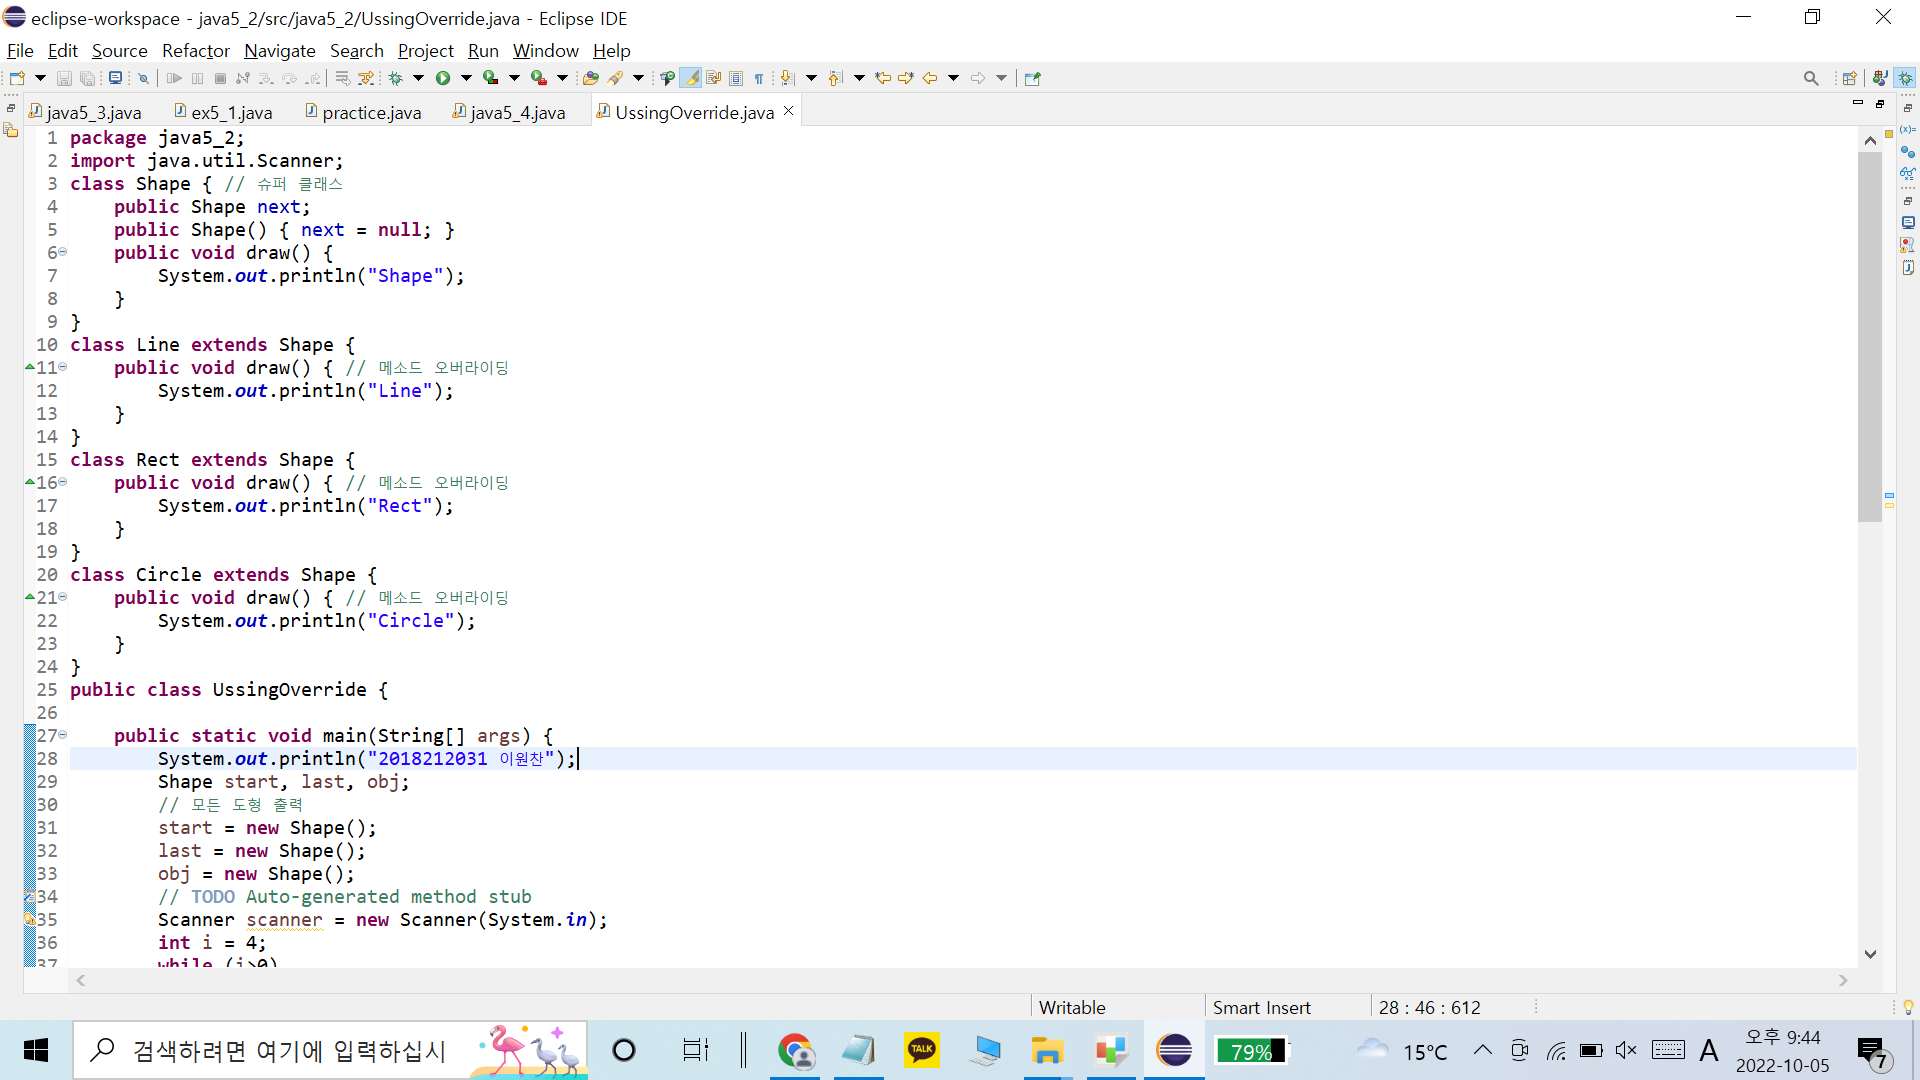 eclipse-workspace - java5_2/src/java5_2/UssingOverride.java - Eclipse IDE
File Edit Source Refactor Navigate Search Project Run Window Help
java5_3.java ex5_1.java practice.java java5_4.java UssingOverride.java
1 package java5_2;
2 import java.util.Scanner;
3 class Shape { // 슈퍼 클래스
4 public Shape next;
5 public Shape() { next = null; }
6 public void draw() {
7 System.out.println("Shape");
8 }
9 }
10 class Line extends Shape {
11 public void draw() { // 메소드 오버라이딩
12 System.out.println("Line");
13 }
14 }
15 class Rect extends Shape {
16 public void draw() { // 메소드 오버라이딩
17 System.out.println("Rect");
18 }
19 }
20 class Circle extends Shape {
21 public void draw() { // 메소드 오버라이딩
22 System.out.println("Circle");
23 }
24 }
25 public class UssingOverride {
26
27 public static void main(String[] args) {
28 System.out.println("2018212031 이원찬");
29 Shape start, last, obj;
30 // 모든 도형 출력
31 start = new Shape();
32 last = new Shape();
33 obj = new Shape();
34 // TODO Auto-generated method stub
35 Scanner scanner = new Scanner(System.in);
36 int i = 4;
37 while (i>0)
Writable Smart Insert 28 : 46 : 612
검색하려면 여기에 입력하십시
TALK
79%
15°C
A
오후 9:44
2022-10-05
7